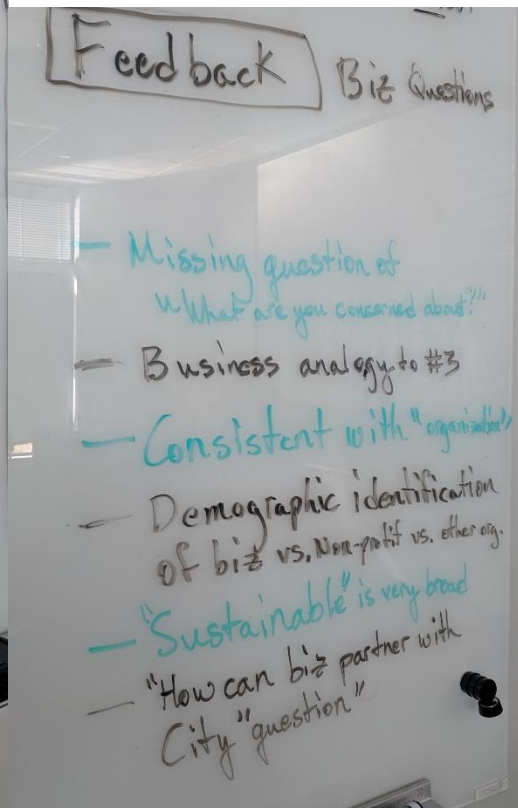 Feedback
Biz Questions
— Missing question of
"What are you concerned about?"
— Business analogy to #3
— Consistent with "organization"
— Demographic identification
of biz vs. Non-profit vs. other org.
— "Sustainable" is very broad
— "How can biz partner with
City" question"